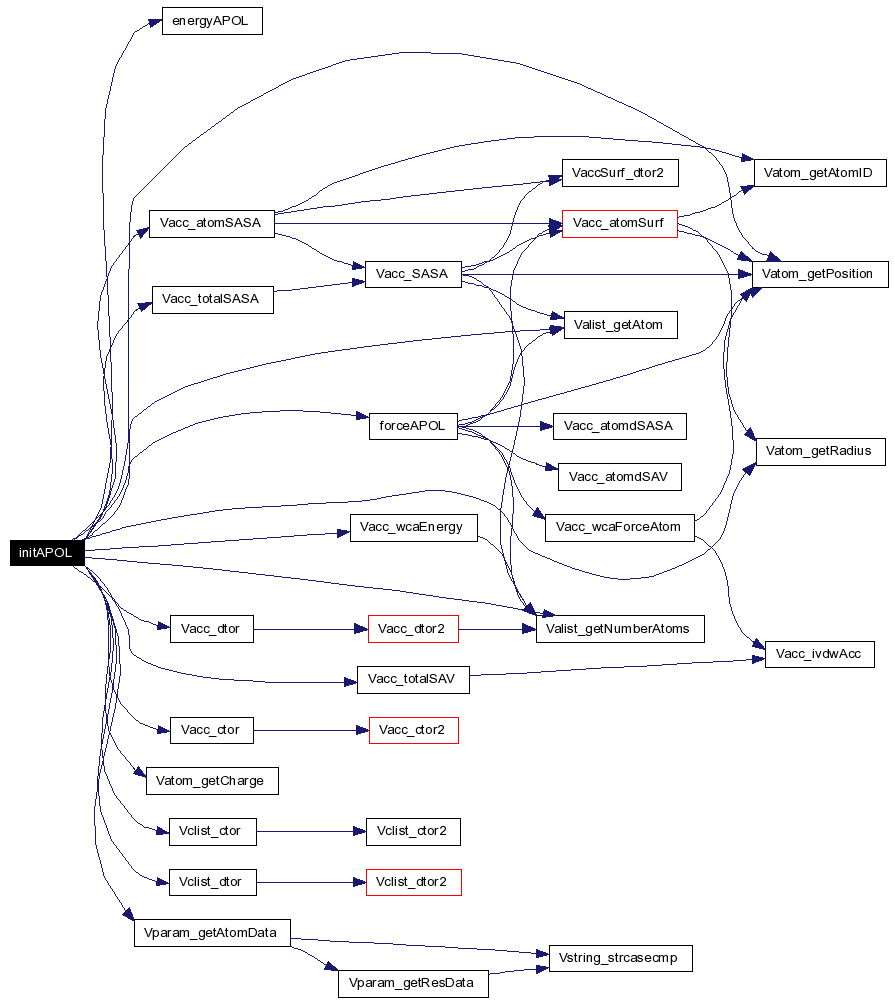 energyAPOL
VaccSurf_dtor2
Vatom_getAtomID
Vacc_atomSASA
Vacc_atomSurf
Vacc_SASA
Vatom_getPosition
Vacc_totalSASA
Valist_getAtom
forceAPOL
Vacc_atomdSASA
Vatom_getRadius
Vacc_atomdSAV
Vacc_wcaEnergy
Vacc_wcaForceAtom
initAPOL
Vacc_dtor
Vacc_dtor2
Valist_getNumberAtoms
Vacc_ivdwAcc
Vacc_totalSAV
Vacc_ctor
Vacc_ctor2
Vatom_getCharge
Vclist_ctor
Vclist_ctor2
Vclist_dtor
Vclist_dtor2
Vparam_getAtomData
Vstring_strcasecmp
Vparam_getResData